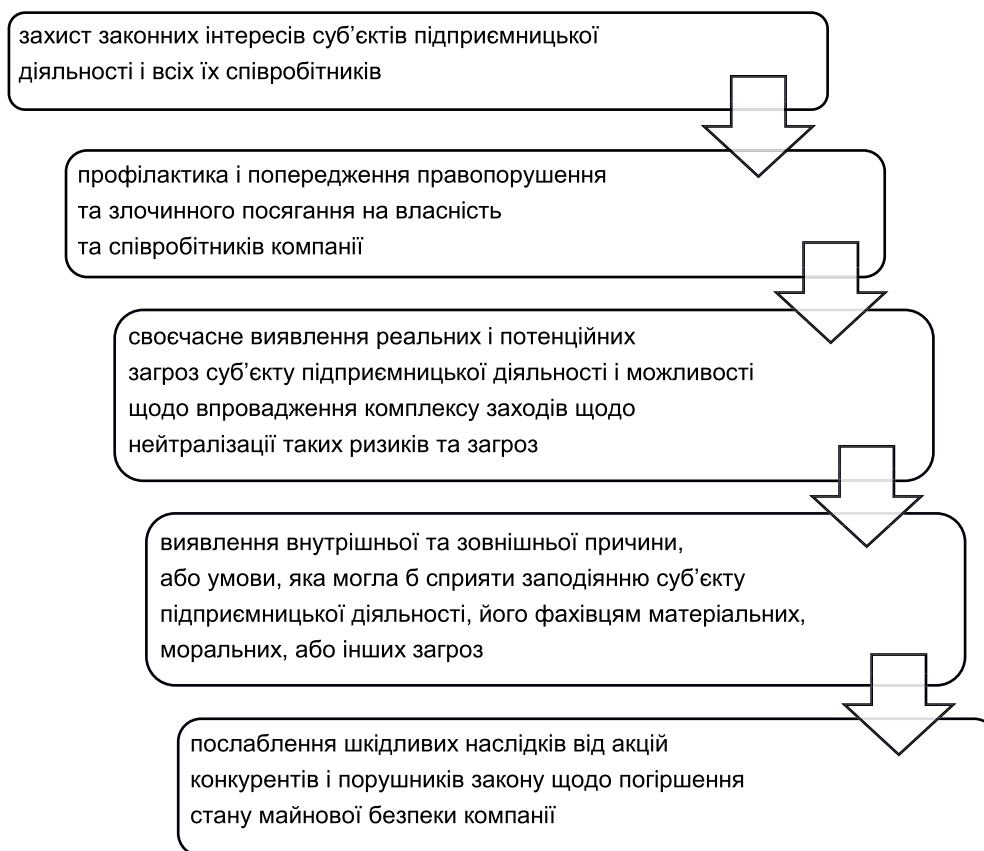 захист законних інтересів суб’єктів підприємницької
діяльності і всіх їх співробітників
профілактика і попередження правопорушення
та злочинного посягання на власність
та співробітників компанії
своєчасне виявлення реальних і потенційних
загроз суб’єкту підприємницької діяльності і можливості
щодо впровадження комплексу заходів щодо
нейтралізації таких ризиків та загроз
виявлення внутрішньої та зовнішньої причини,
або умови, яка могла б сприяти заподіянню суб’єкту
підприємницької діяльності, його фахівцям матеріальних,
моральних, або інших загроз
послаблення шкідливих наслідків від акцій
конкурентів і порушників закону щодо погіршення
стану майнової безпеки компанії